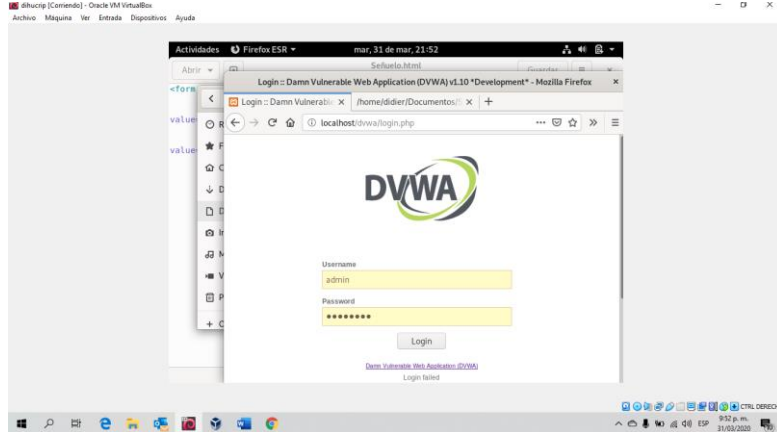 dihucrip [Corriendo] - Oracle VM VirtualBox
Archivo Máquina Ver Entrada Dispositivos Ayuda
Actividades Firefox ESR mar, 31 de mar, 21:52
Abrir Señuelo.html Guardar
Login :: Damn Vulnerable Web Application (DVWA) v1.10 *Development* - Mozilla Firefox
Login :: Damn Vulnerable /home/didier/Documentos/
localhost/dvwa/login.php
<form
value
value
DVWA
Username
admin
Password
Login
Damn Vulnerable Web Application (DVWA)
Login failed
CTRL DERECH
ESP
9:52 p. m.
31/03/2020